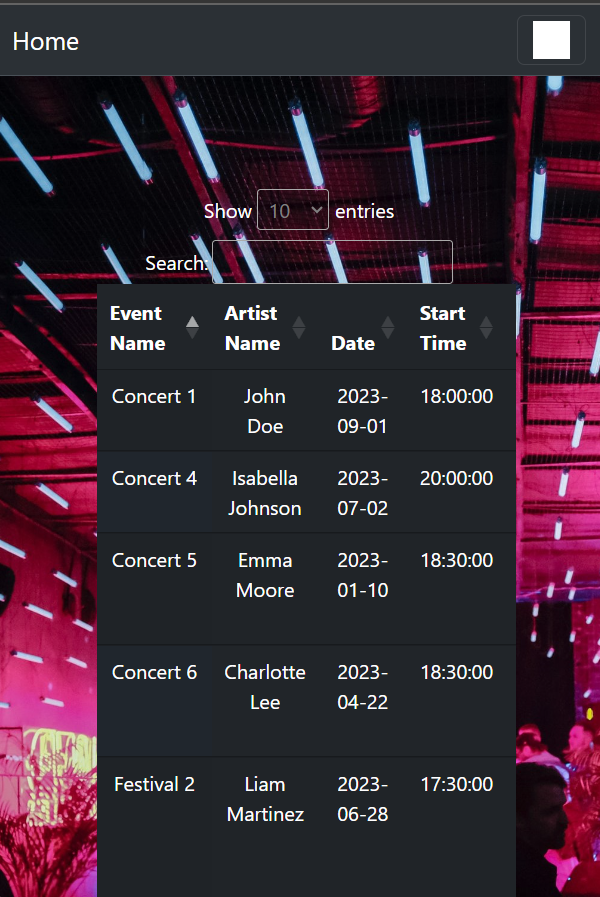 Home
Show 10 entries
Search:
Event Name Artist Name Date Start Time
Concert 1 John Doe 2023-09-01 18:00:00
Concert 4 Isabella Johnson 2023-07-02 20:00:00
Concert 5 Emma Moore 2023-01-10 18:30:00
Concert 6 Charlotte Lee 2023-04-22 18:30:00
Festival 2 Liam Martinez 2023-06-28 17:30:00